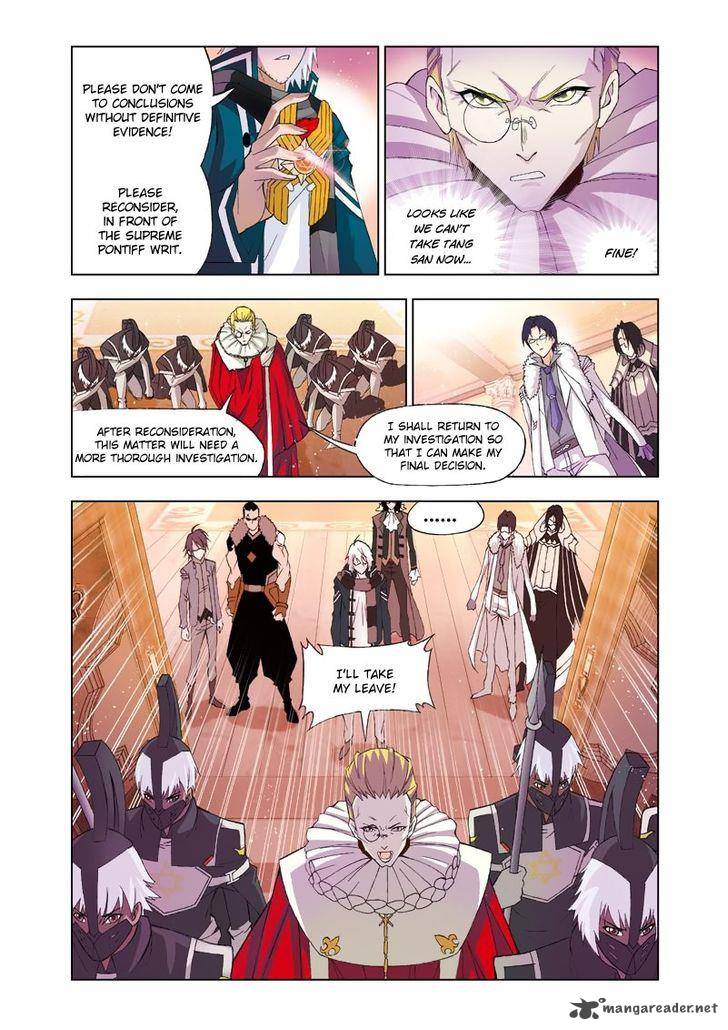 PLEASE DON'T COME
TO CONCLUSIONS
WITHOUT DEFINITIVE
EVIDENCE!
PLEASE
RECONSIDER,
IN FRONT
OF THE
SUPREME
PONTIFF WRIT.
LOOKS LIKE
WE CAN'T
TAKE TANG
SAN NOW...
FINE!
AFTER RECONSIDERATION,
THIS MATTER WILL NEED A
MORE THOROUGH INVESTIGATION.
I SHALL RETURN TO
MY INVESTIGATION SO
THAT I CAN MAKE MY
FINAL DECISION.
......
I'LL TAKE
MY LEAVE!
mangareader.net